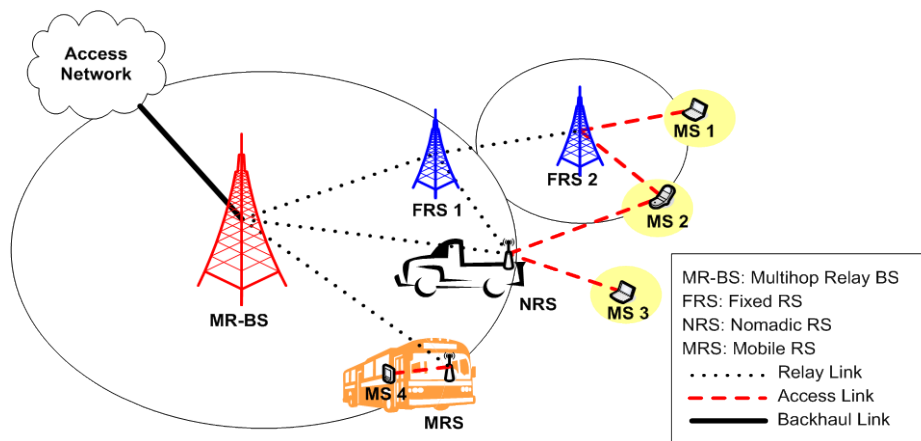 Access
Network
MR-BS
FRS 1
FRS 2
MS 1
MS 2
MS 3
NRS
MS 4
MRS
MR-BS: Multihop Relay BS
FRS: Fixed RS
NRS: Nomadic RS
MRS: Mobile RS
Relay Link
Access Link
Backhaul Link